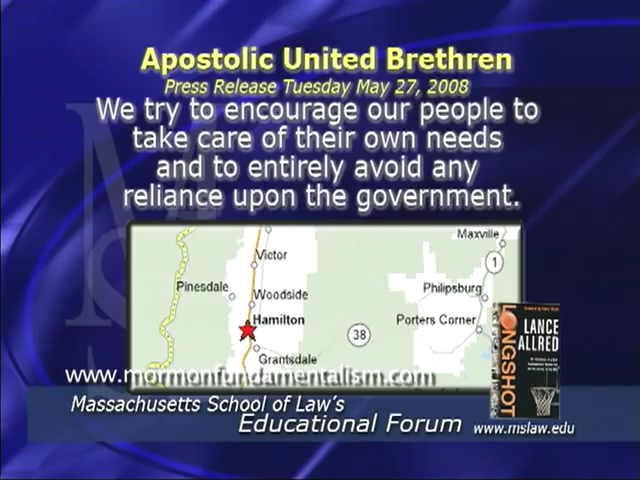 Apostolic United Brethren
Press Release Tuesday May 27, 2008
We try to encourage our people to
take care of their own needs
and to entirely avoid any
reliance upon the government.
Maxville
Victor
1
Pinesdale
Woodside
Philipsburg
Hamilton
Porters Corner
38
Grantsdale
LONGSHOT
LANCE
ALLRED
www.mormonfundamentalism.com
Massachusetts School of Law's
Educational Forum
www.mslaw.edu